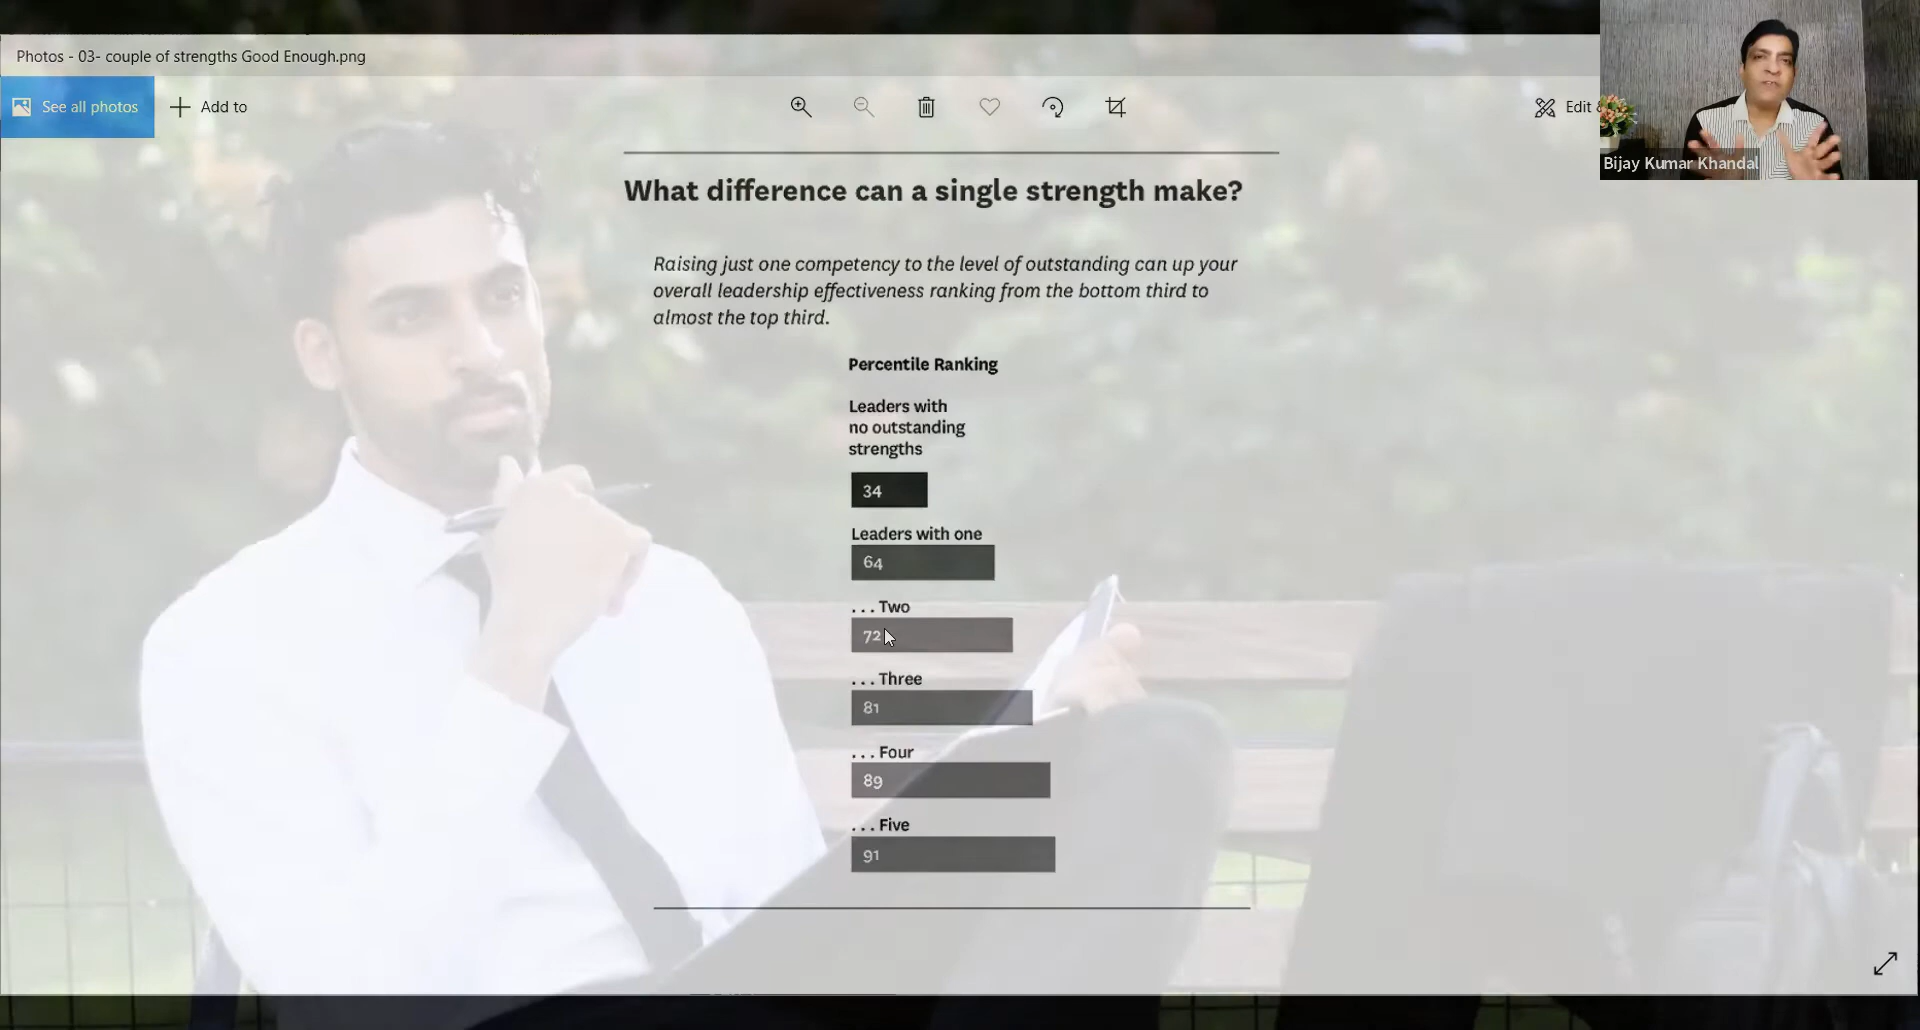 Photos - 03- couple of strengths Good Enough.png
See all photos
Add to
Edit &
Bijay Kumar Khandal
What difference can a single strength make?
Raising just one competency to the level of outstanding can up your
overall leadership effectiveness ranking from the bottom third to
almost the top third.
Percentile Ranking
Leaders with
no outstanding
strengths
34
Leaders with one
64
... Two
72
... Three
81
... Four
89
... Five
91